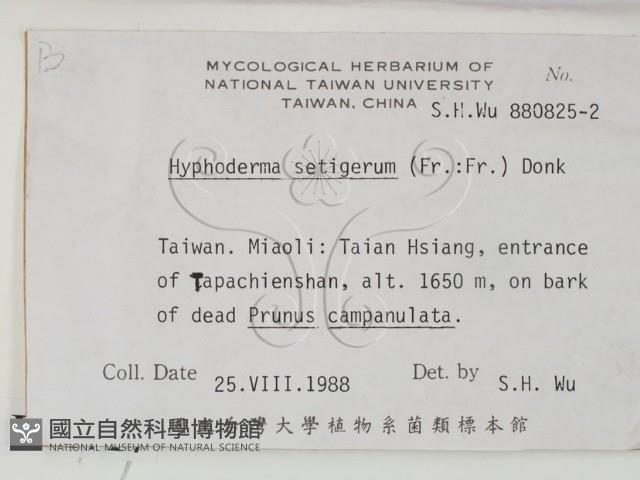 B
MYCOLOGICAL HERBARIUM OF
NATIONAL TAIWAN UNIVERSITY
TAIWAN. CHINA
No.
S.H.Wu 880825-2
Hyphoderma setigerum (Fr.:Fr.) Donk
Taiwan. Miaoli: Taian Hsiang, entrance
of Tapachienshan, alt. 1650 m, on bark
of dead Prunus campanulata.
Coll. Date 25.VIII.1988 Det. by S.H. Wu
灣大學植物系菌類標本館
國立自然科學博物館
NATIONAL MUSEUM OF NATURAL SCIENCE